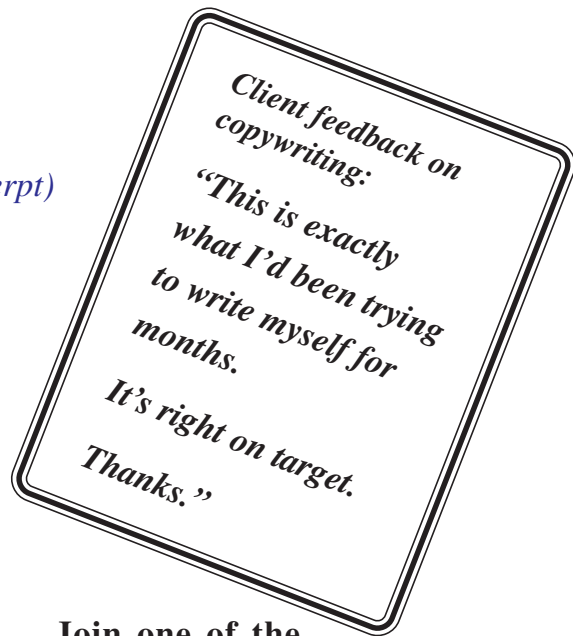 erpt)
Client feedback on
copywriting:
“This is exactly
what I’d been trying
to write myself for
months.
It’s right on target.
Thanks.”
Join one of the